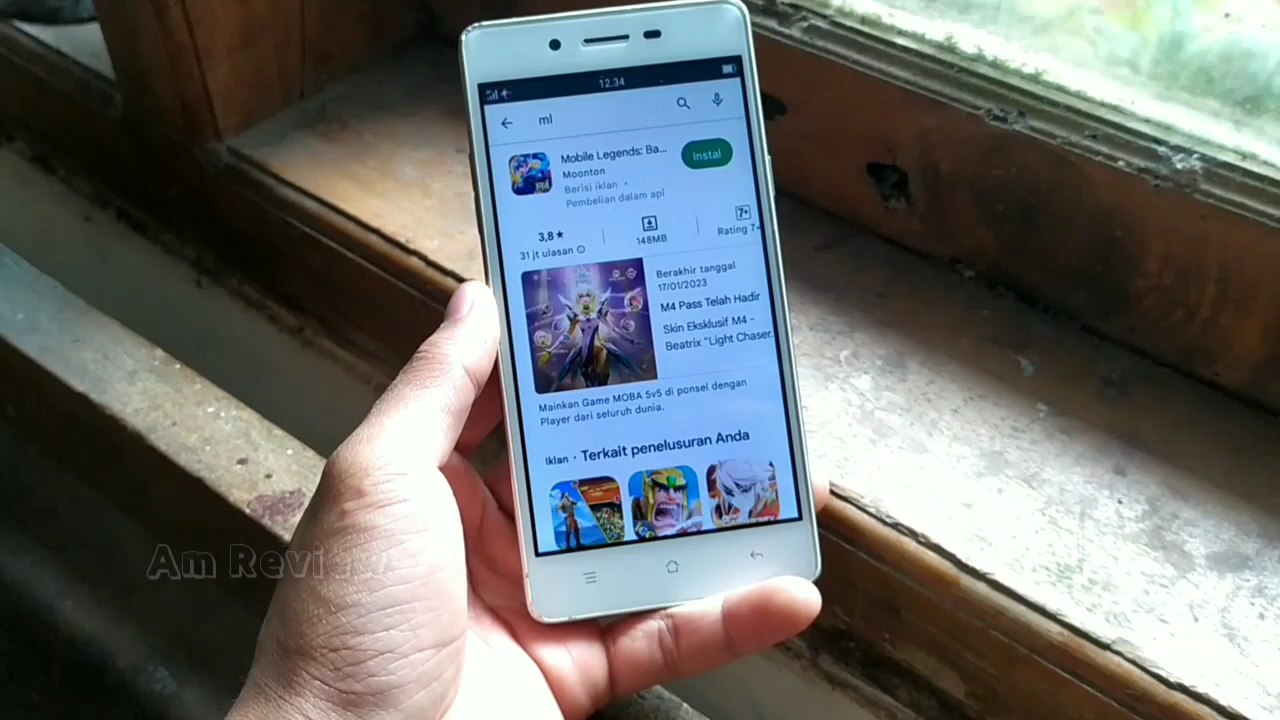 12.34
ml
Mobile Legends: Ba...
Instal
Moonton
Berisi iklan •
Pembelian dalam apl
3,8★
31 jt ulasan
148MB
7+
Rating 7+
Berakhir tanggal
17/01/2023
M4 Pass Telah Hadir
Skin Eksklusif M4 -
Beatrix "Light Chaser.
Mainkan Game MOBA 5v5 di ponsel dengan
Player dari seluruh dunia.
Iklan • Terkait penelusuran Anda
Am Review